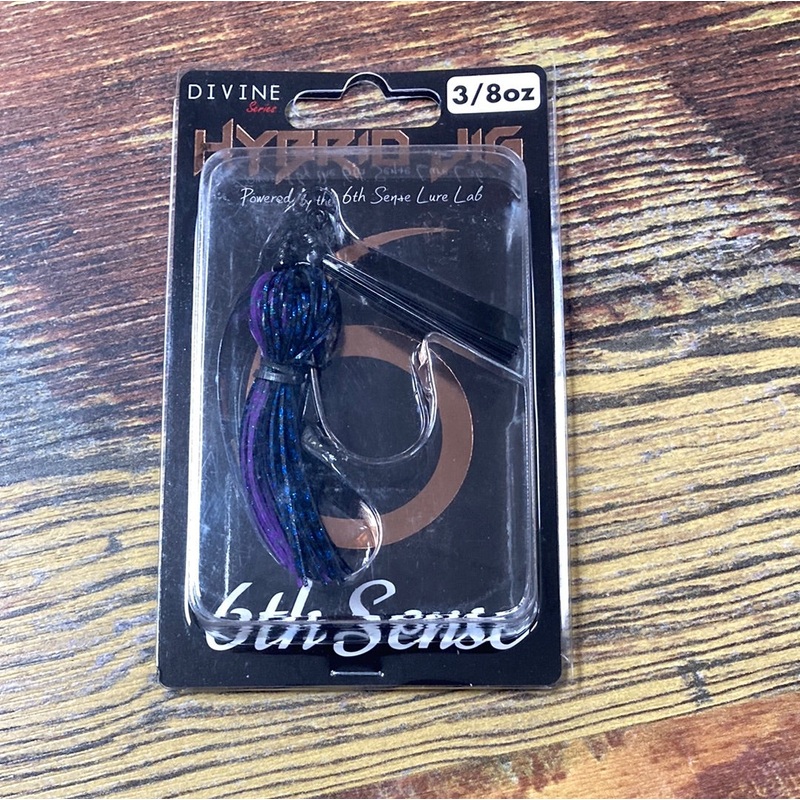 DIVINE
Series
3/8oz
HYBRID JIG
Powered by the 6th Sense Lure Lab
6th Sense